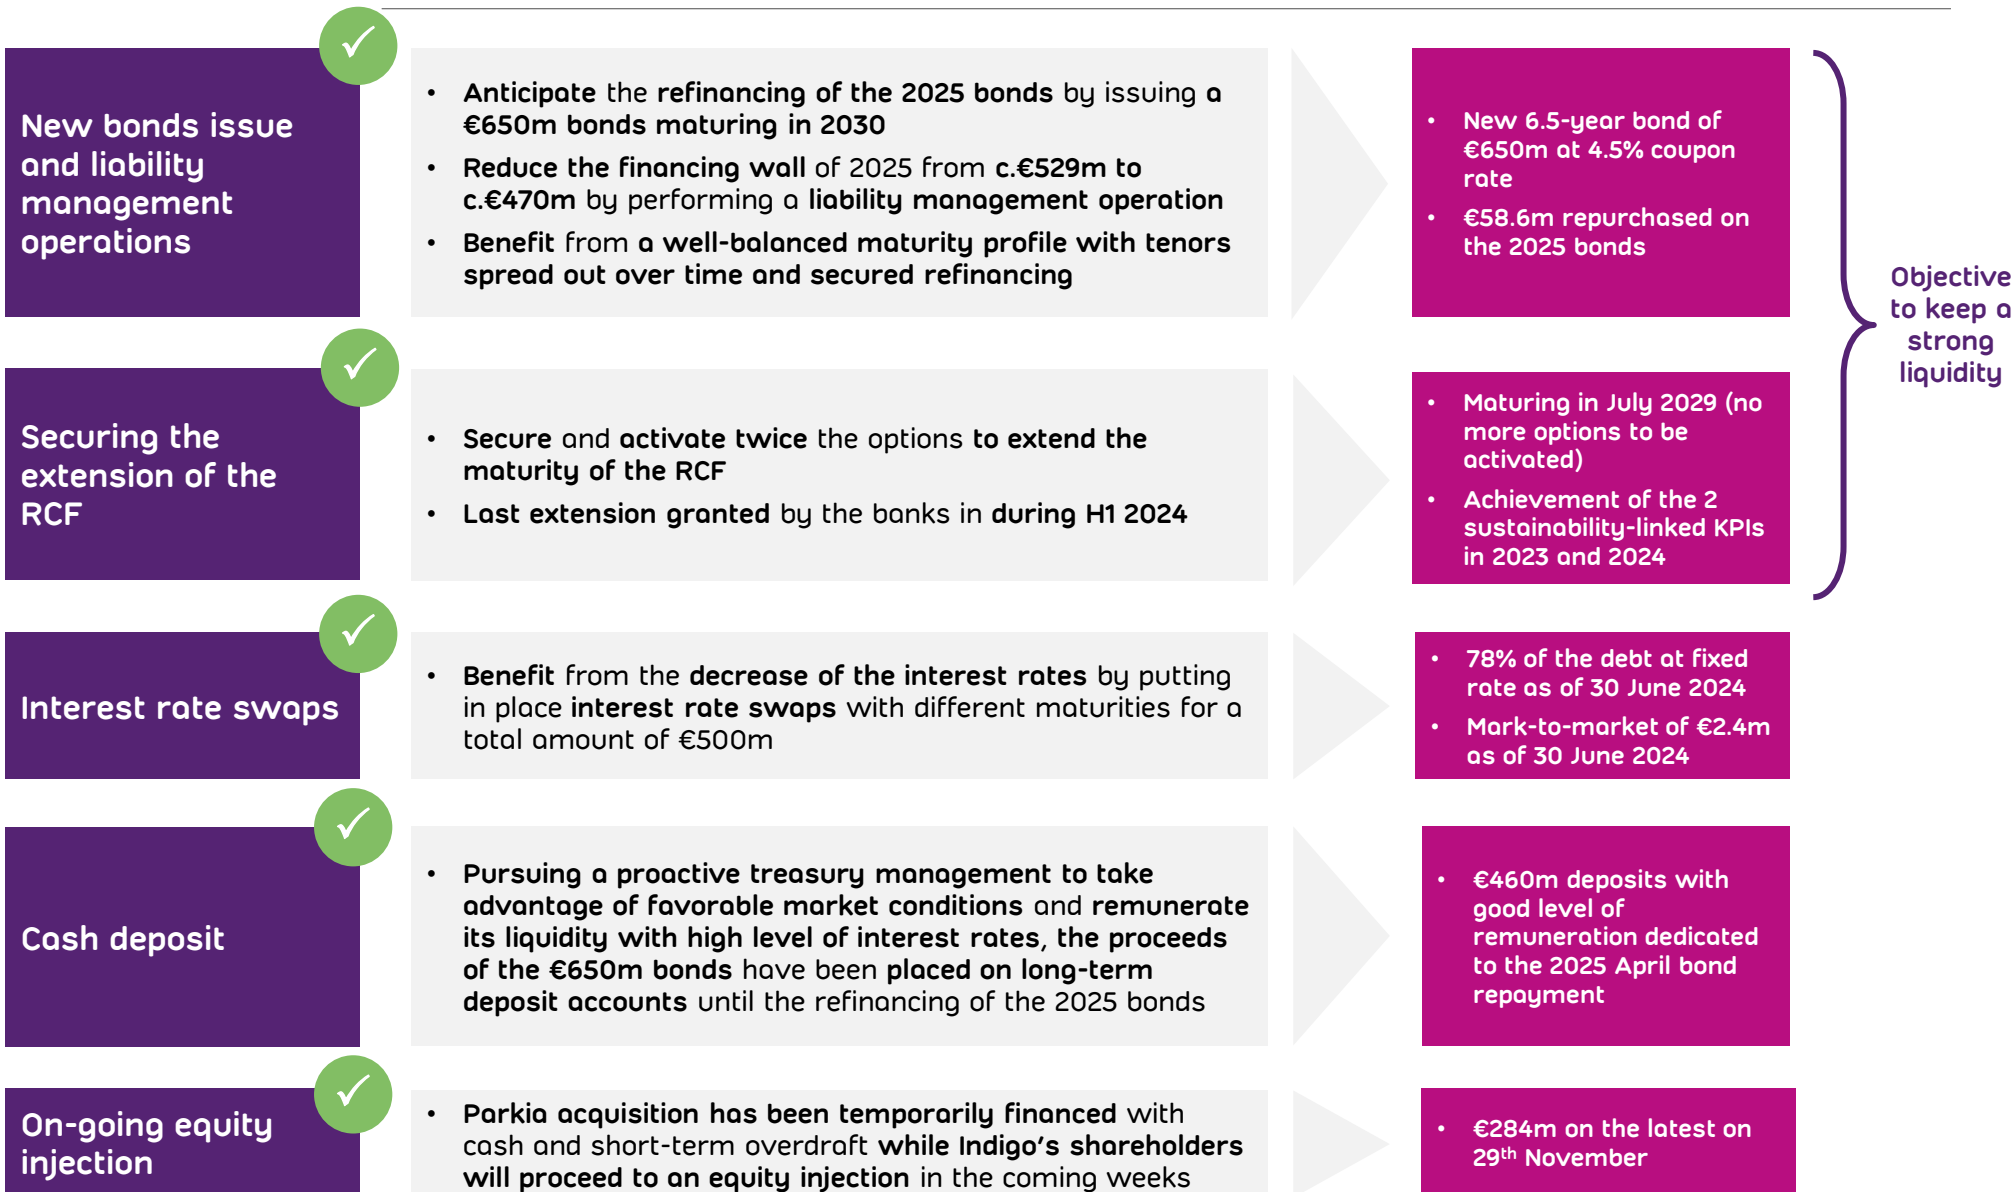 New bonds issue
and liability
management
operations
• Anticipate the refinancing of the 2025 bonds by issuing a
€650m bonds maturing in 2030
• Reduce the financing wall of 2025 from c.€529m to
c.€470m by performing a liability management operation
• Benefit from a well-balanced maturity profile with tenors
spread out over time and secured refinancing
• New 6.5-year bond of
€650m at 4.5% coupon
rate
• €58.6m repurchased on
the 2025 bonds
Objective
to keep a
strong
liquidity
Securing the
extension of the
RCF
• Secure and activate twice the options to extend the
maturity of the RCF
• Last extension granted by the banks in during H1 2024
• Maturing in July 2029 (no
more options to be
activated)
• Achievement of the 2
sustainability-linked KPIs
in 2023 and 2024
Interest rate swaps
• Benefit from the decrease of the interest rates by putting
in place interest rate swaps with different maturities for a
total amount of €500m
• 78% of the debt at fixed
rate as of 30 June 2024
• Mark-to-market of €2.4m
as of 30 June 2024
Cash deposit
• Pursuing a proactive treasury management to take
advantage of favorable market conditions and remunerate
its liquidity with high level of interest rates, the proceeds
of the €650m bonds have been placed on long-term
deposit accounts until the refinancing of the 2025 bonds
• €460m deposits with
good level of
remuneration dedicated
to the 2025 April bond
repayment
On-going equity
injection
• Parkia acquisition has been temporarily financed with
cash and short-term overdraft while Indigo's shareholders
will proceed to an equity injection in the coming weeks
• €284m on the latest on
29th November